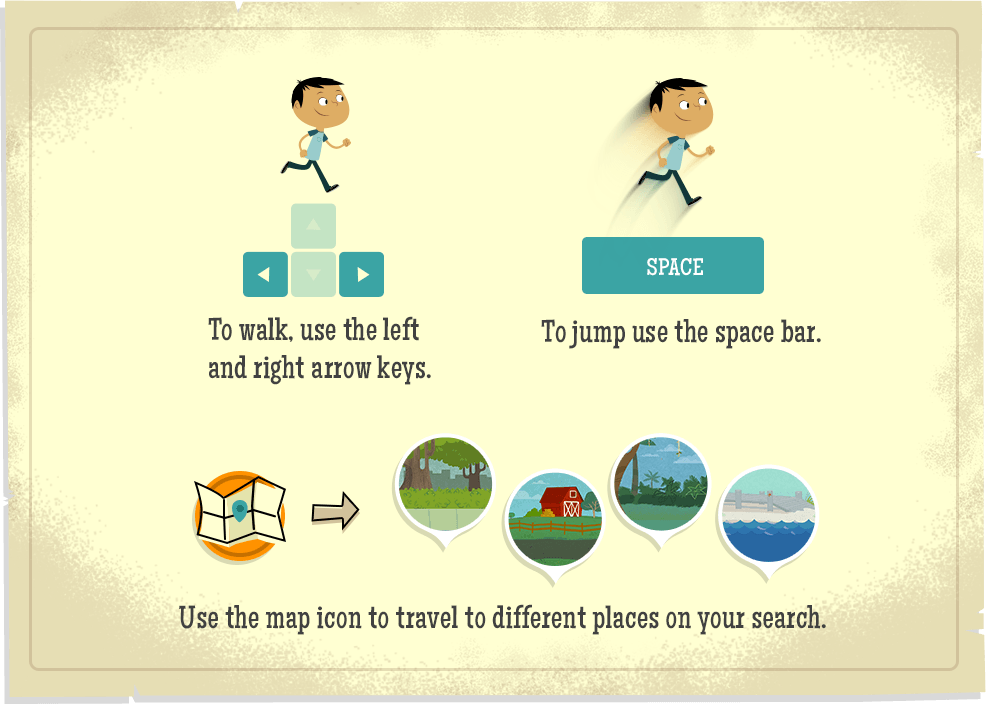 SPACE
To walk, use the left
and right arrow keys.
To jump use the space bar.
Use the map icon to travel to different places on your search.